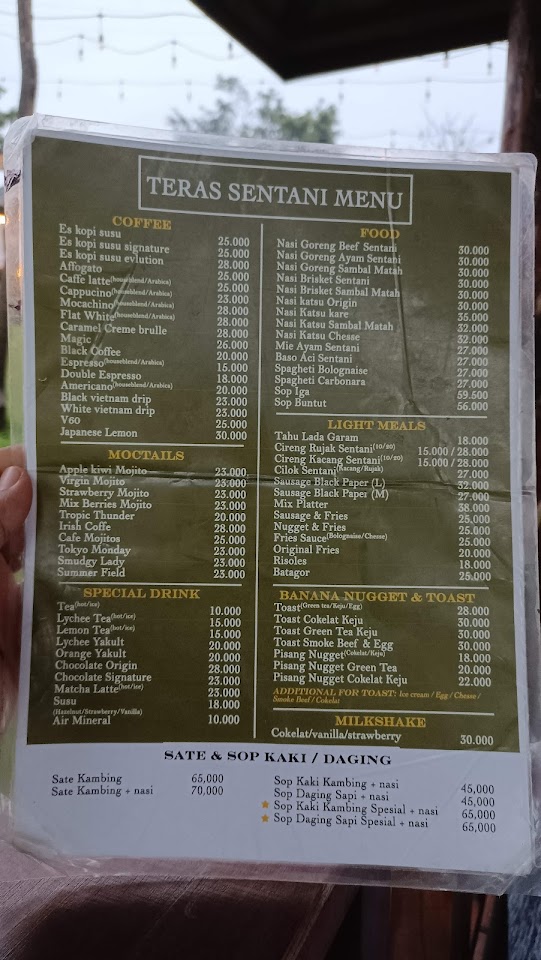 TERAS SENTANI MENU
COFFEE
Es kopi susu 25.000
Es kopi susu signature 25.000
Es kopi susu evlution 28.000
Affogato 25.000
Caffe latte(houseblend/Arabica) 25.000
Cappucino(houseblend/Arabica) 23.000
Mocachino(houseblend/Arabica) 28.000
Flat White(houseblend/Arabica) 28.000
Caramel Creme brulle 28.000
Magic 26.000
Black Coffee 20.000
Espresso(houseblend/Arabica) 15.000
Double Espresso 18.000
Americano(houseblend/Arabica) 20.000
Black vietnam drip 23.000
White vietnam drip 23.000
V60 25.000
Japanese Lemon 30.000
MOCTAILS
Apple kiwi Mojito 23.000
Virgin Mojito 23.000
Strawberry Mojito 23.000
Mix Berries Mojito 23.000
Tropic Thunder 20.000
Irish Coffe 28.000
Cafe Mojitos 25.000
Tokyo Monday 23.000
Smudgy Lady 23.000
Summer Field 23.000
SPECIAL DRINK
Tea(hot/ice) 10.000
Lychee Tea(hot/ice) 15.000
Lemon Tea(hot/ice) 15.000
Lychee Yakult 20.000
Orange Yakult 20.000
Chocolate Origin 28.000
Chocolate Signature 23.000
Matcha Latte(hot/ice) 23.000
Susu 18.000
(Hazelnut/Strawberry/Vanilla)
Air Mineral 10.000
FOOD
Nasi Goreng Beef Sentani 30.000
Nasi Goreng Ayam Sentani 30.000
Nasi Goreng Sambal Matah 30.000
Nasi Brisket Sentani 30.000
Nasi Brisket Sambal Matah 30.000
Nasi katsu Origin 30.000
Nasi Katsu kare 35.000
Nasi Katsu Sambal Matah 32.000
Nasi Katsu Chesse 32.000
Mie Ayam Sentani 27.000
Baso Aci Sentani 27.000
Spagheti Bolognaise 27.000
Spagheti Carbonara 27.000
Sop Iga 59.500
Sop Buntut 56.000
LIGHT MEALS
Tahu Lada Garam 18.000
Cireng Rujak Sentani(10/20) 15.000 / 28.000
Cireng Kacang Sentani(10/20) 15.000 / 28.000
Cilok Sentani(Kacang/Rujak) 27.000
Sausage Black Paper (L) 32.000
Sausage Black Paper (M) 27.000
Mix Platter 38.000
Sausage & Fries 25.000
Nugget & Fries 25.000
Fries Sauce(Bolognaise/Chesse) 25.000
Original Fries 20.000
Risoles 18.000
Batagor 25.000
BANANA NUGGET & TOAST
Toast(Green tea/Keju/Egg) 28.000
Toast Cokelat Keju 30.000
Toast Green Tea Keju 30.000
Toast Smoke Beef & Egg 30.000
Pisang Nugget(Cokelat/Keju) 18.000
Pisang Nugget Green Tea 20.000
Pisang Nugget Cokelat Keju 22.000
ADDITIONAL FOR TOAST: Ice cream / Egg / Chesse /
Smoke Beef / Cokelat
MILKSHAKE
Cokelat/vanilla/strawberry 30.000
SATE & SOP KAKI / DAGING
Sate Kambing 65,000
Sate Kambing + nasi 70,000
Sop Kaki Kambing + nasi 45,000
Sop Daging Sapi + nasi 45,000
Sop Kaki Kambing Spesial + nasi 65,000
Sop Daging Sapi Spesial + nasi 65,000